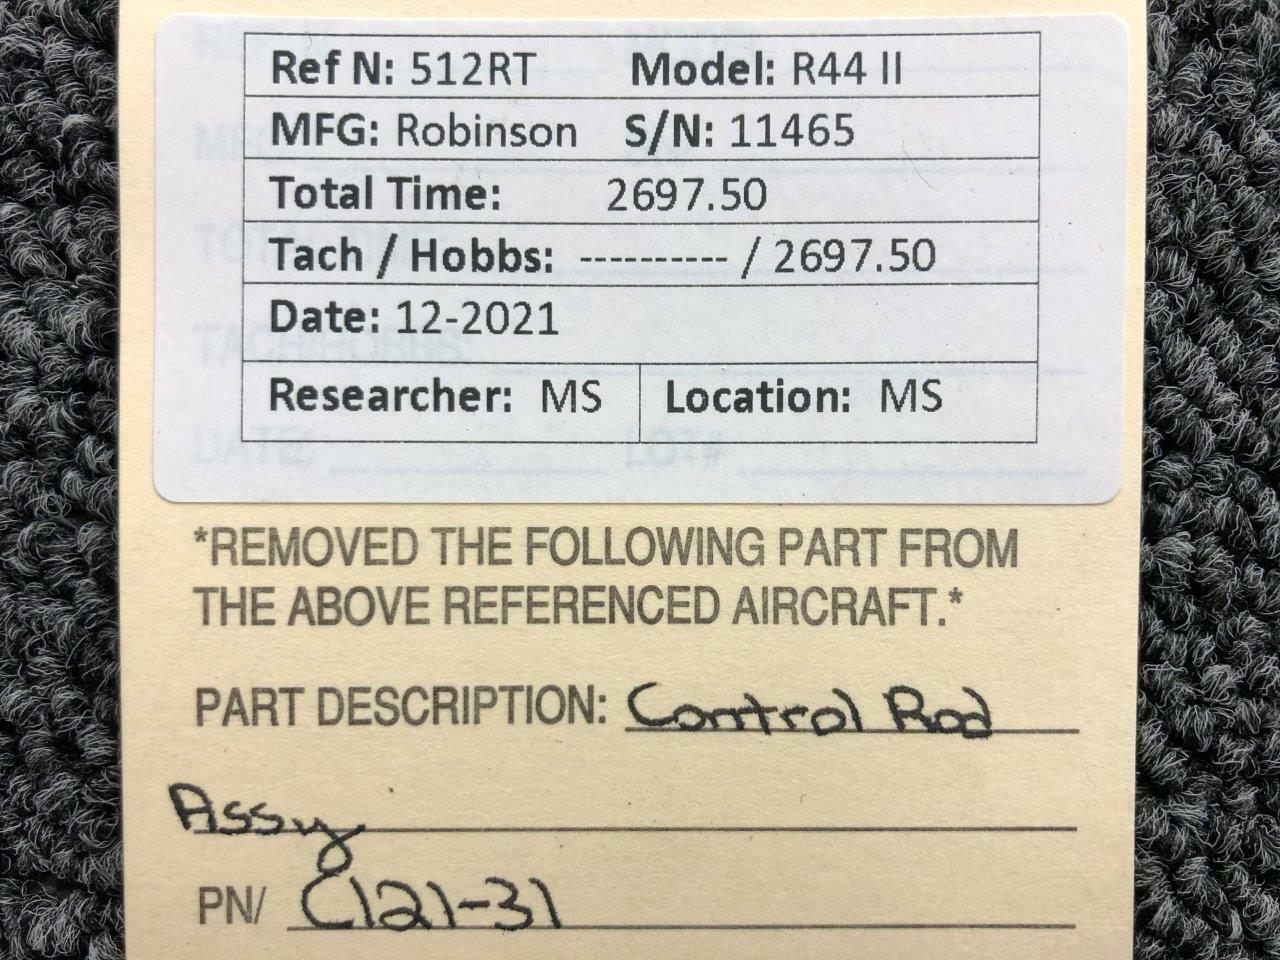 Ref N: 512RT Model: R44 II
MFG: Robinson S/N: 11465
Total Time: 2697.50
Tach / Hobbs: ---------- / 2697.50
Date: 12-2021
Researcher: MS Location: MS
*REMOVED THE FOLLOWING PART FROM
THE ABOVE REFERENCED AIRCRAFT.*
PART DESCRIPTION: Control Rod
Assy
PN/ C121-31